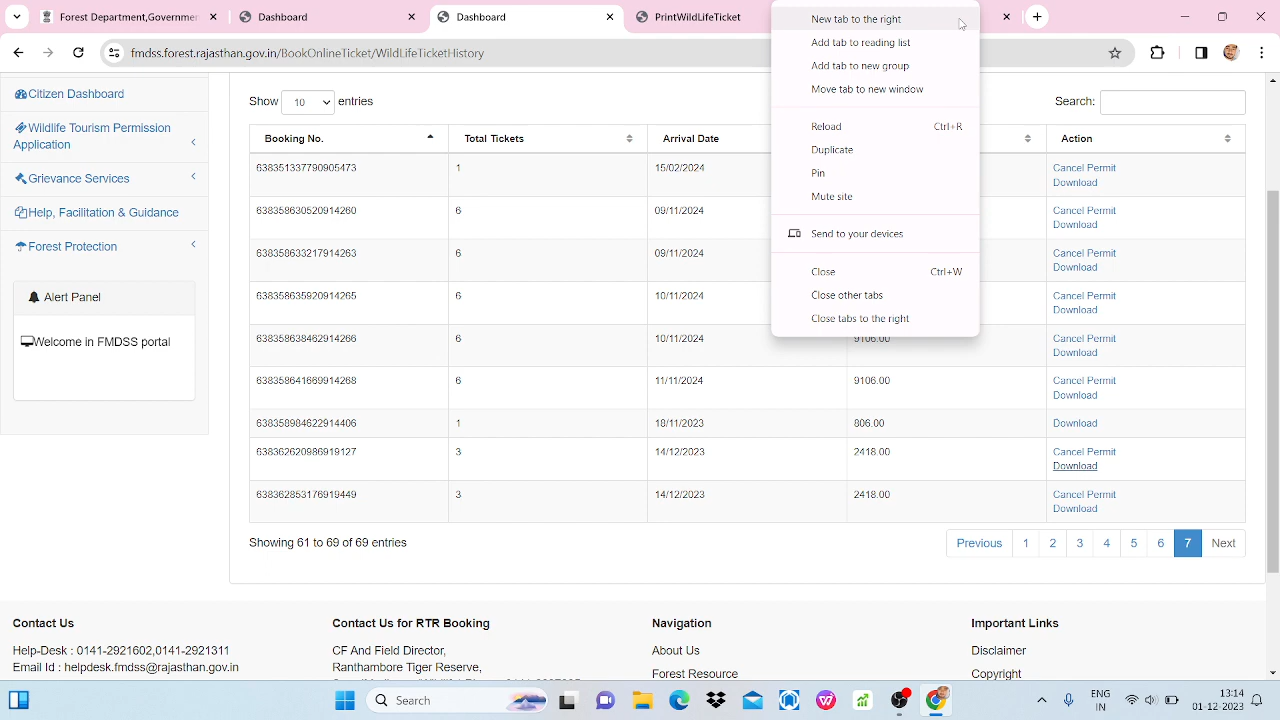 Forest Department,Governmen
Dashboard
Dashboard
PrintWildLifeTicket
fmdss.forest.rajasthan.gov.in/BookOnlineTicket/WildLifeTicketHistory
New tab to the right
Add tab to reading list
Add tab to new group
Move tab to new window
Reload Ctrl+R
Duplicate
Pin
Mute site
Send to your devices
Close Ctrl+W
Close other tabs
Close tabs to the right
Citizen Dashboard
Wildlife Tourism Permission
Application
Grievance Services
Help, Facilitation & Guidance
Forest Protection
Alert Panel
Welcome in FMDSS portal
Show 10 entries
Search:
Booking No. Total Tickets Arrival Date Action
638351337790905473 1 15/02/2024 Cancel Permit
Download
638358630520914260 6 09/11/2024 Cancel Permit
Download
638358633217914263 6 09/11/2024 Cancel Permit
Download
638358635920914265 6 10/11/2024 Cancel Permit
Download
638358638462914266 6 10/11/2024 9106.00 Cancel Permit
Download
638358641669914268 6 11/11/2024 9106.00 Cancel Permit
Download
638358984622914406 1 18/11/2023 806.00 Download
638362620986919127 3 14/12/2023 2418.00 Cancel Permit
Download
638362853176919449 3 14/12/2023 2418.00 Cancel Permit
Download
Showing 61 to 69 of 69 entries
Previous 1 2 3 4 5 6 7 Next
Contact Us
Help-Desk : 0141-2921602,0141-2921311
Email Id : helpdesk.fmdss@rajasthan.gov.in
Contact Us for RTR Booking
CF And Field Director,
Ranthambore Tiger Reserve,
Navigation
About Us
Forest Resource
Important Links
Disclaimer
Copyright
Search
ENG
IN
13:14
01-12-2023